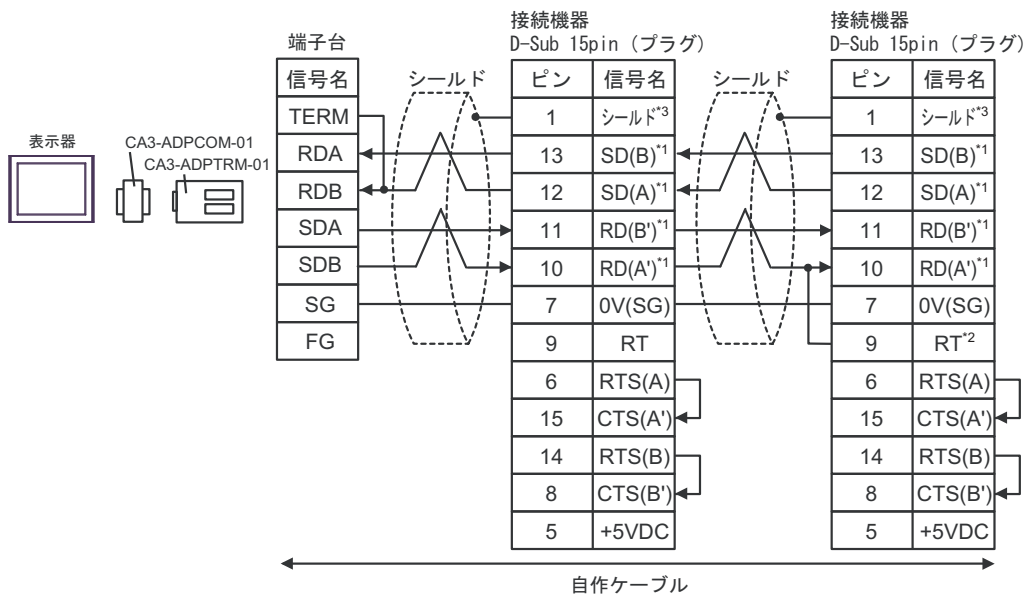 表示器
CA3-ADPCOM-01
CA3-ADPTRM-01
端子台
信号名
TERM
RDA
RDB
SDA
SDB
SG
FG
シールド
接続機器
D-Sub 15pin (プラグ)
ピン 信号名
1 シールド*3
13 SD(B)*1
12 SD(A)*1
11 RD(B')*1
10 RD(A')*1
7 0V(SG)
9 RT
6 RTS(A)
15 CTS(A')
14 RTS(B)
8 CTS(B')
5 +5VDC
シールド
接続機器
D-Sub 15pin (プラグ)
ピン 信号名
1 シールド*3
13 SD(B)*1
12 SD(A)*1
11 RD(B')*1
10 RD(A')*1
7 0V(SG)
9 RT*2
6 RTS(A)
15 CTS(A')
14 RTS(B)
8 CTS(B')
5 +5VDC
自作ケーブル